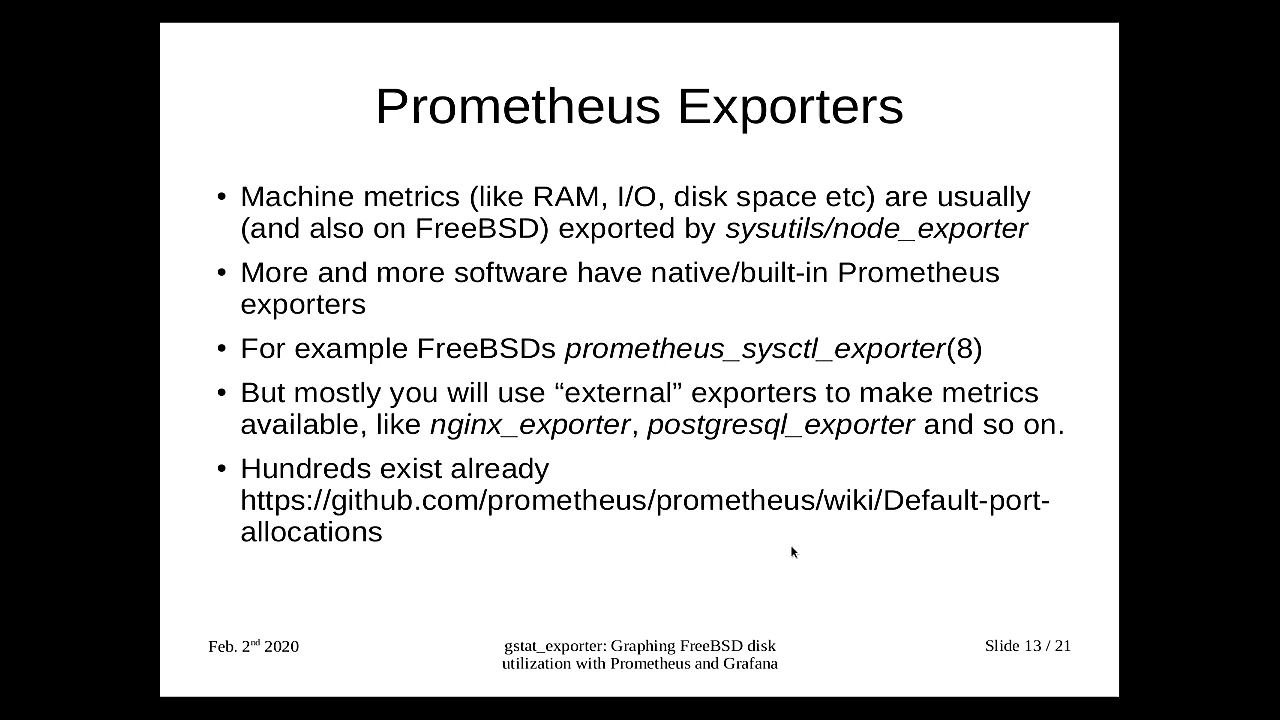 Prometheus Exporters
• Machine metrics (like RAM, I/O, disk space etc) are usually
(and also on FreeBSD) exported by sysutils/node_exporter
• More and more software have native/built-in Prometheus
exporters
• For example FreeBSDs prometheus_sysctl_exporter(8)
• But mostly you will use “external” exporters to make metrics
available, like nginx_exporter, postgresql_exporter and so on.
• Hundreds exist already
https://github.com/prometheus/prometheus/wiki/Default-port-
allocations
Feb. 2nd 2020
gstat_exporter: Graphing FreeBSD disk
utilization with Prometheus and Grafana
Slide 13 / 21